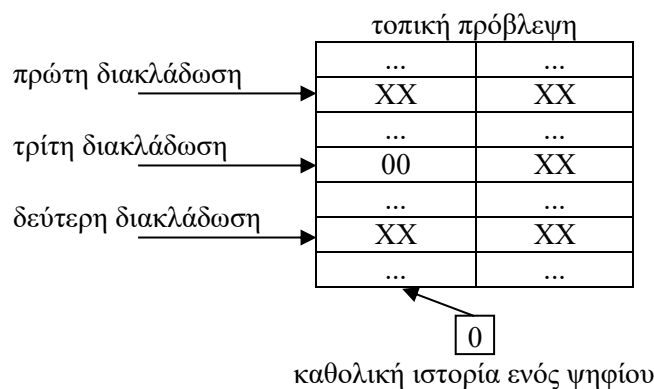 τοπική πρόβλεψη
... ...
πρώτη διακλάδωση XX XX
... ...
τρίτη διακλάδωση 00 XX
... ...
δεύτερη διακλάδωση XX XX
... ...
0
καθολική ιστορία ενός ψηφίου